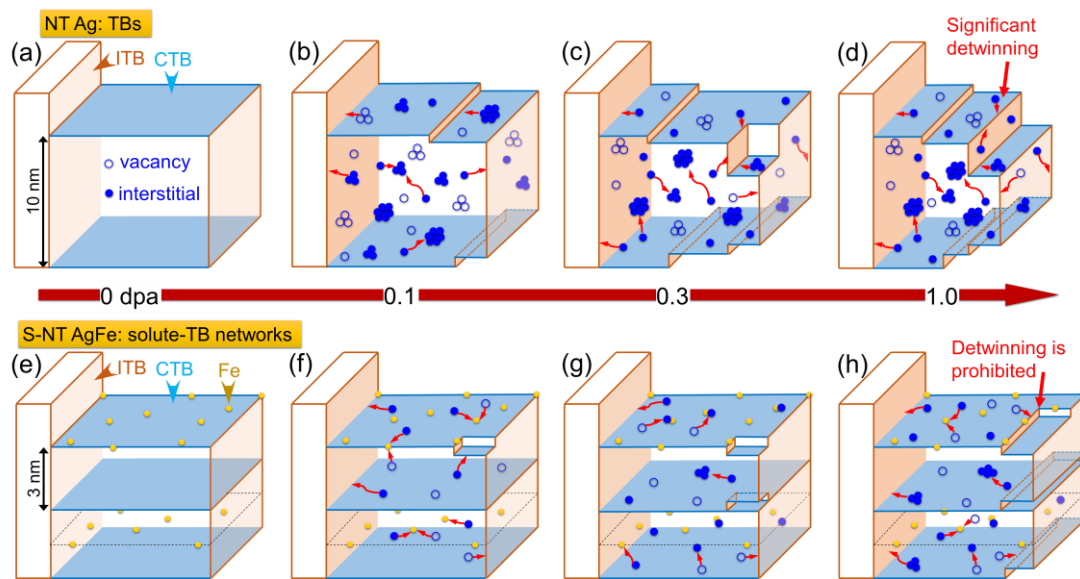 NT Ag: TBs
(a)
ITB
CTB
(b)
(c)
(d)
Significant
detwinning
10 nm
vacancy
interstitial
0 dpa
0.1
0.3
1.0
S-NT AgFe: solute-TB networks
(e)
ITB
CTB
Fe
(f)
(g)
(h)
Detwinning is
prohibited
3 nm